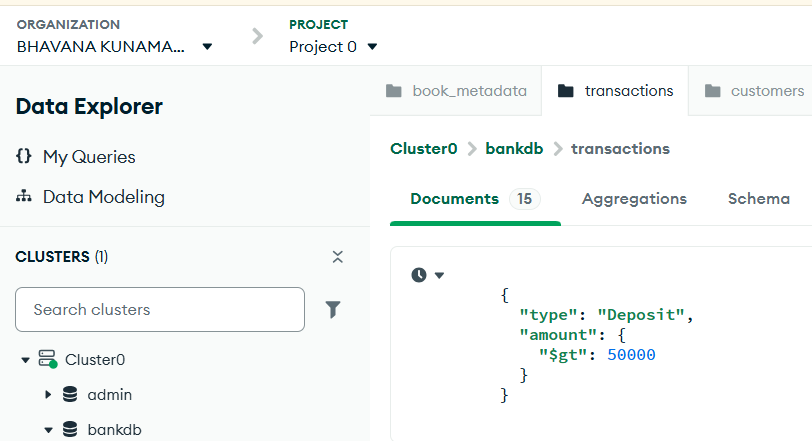 ORGANIZATION
BHAVANA KUNAMA...
PROJECT
Project 0
Data Explorer
{} My Queries
Data Modeling
CLUSTERS (1)
Search clusters
Cluster0
admin
bankdb
book_metadata
transactions
customers
Cluster0 > bankdb > transactions
Documents 15
Aggregations
Schema
{
"type": "Deposit",
"amount": {
"$gt": 50000
}
}